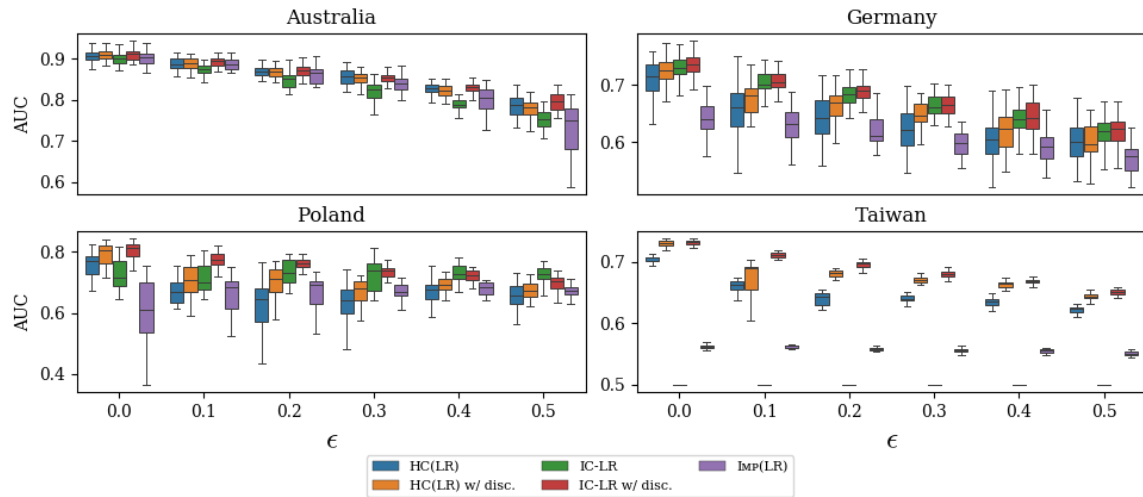 Australia
Germany
0.9
0.8
0.7
0.6
AUC
0.7
0.6
Poland
Taiwan
0.8
0.6
0.4
AUC
0.7
0.6
0.5
0.0 0.1 0.2 0.3 0.4 0.5
0.0 0.1 0.2 0.3 0.4 0.5
ϵ
ϵ
HC(LR) IC-LR Imp(LR)
HC(LR) w/ disc. IC-LR w/ disc.